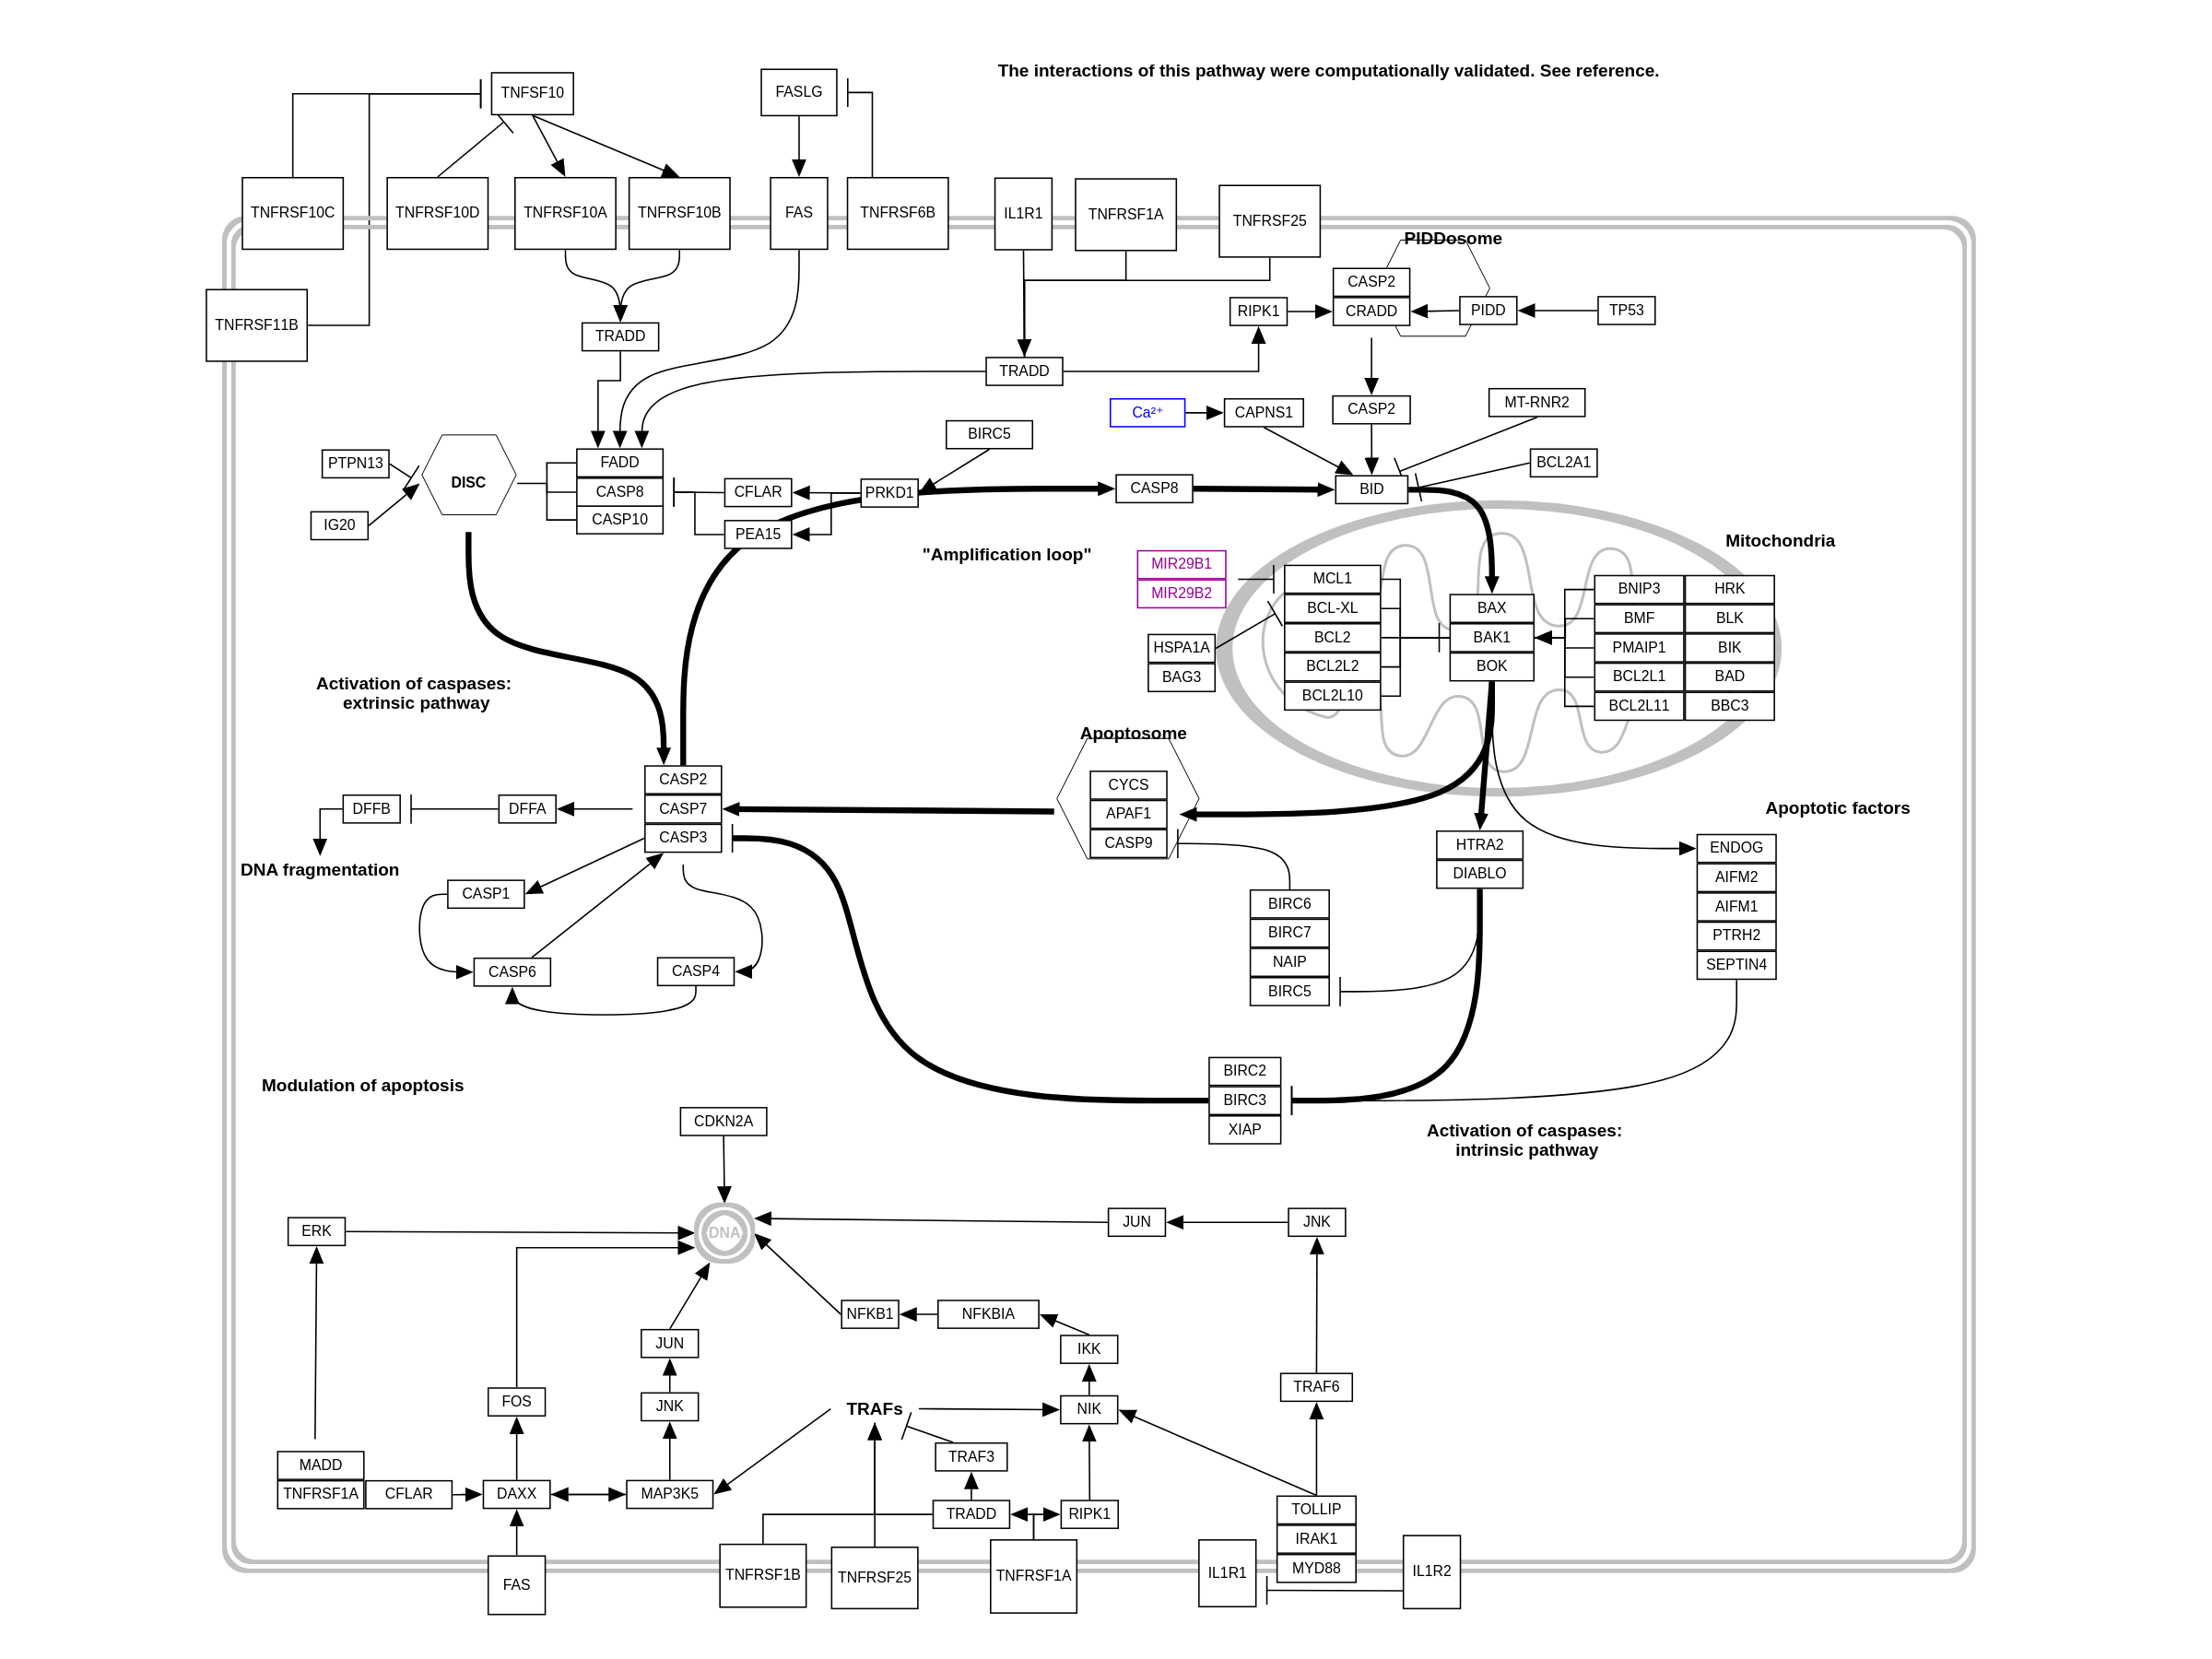 The interactions of this pathway were computationally validated. See reference.
TNFSF10
FASLG
TNFRSF10C
TNFRSF10D
TNFRSF10A
TNFRSF10B
FAS
TNFRSF6B
IL1R1
TNFRSF1A
TNFRSF25
PIDDosome
CASP2
CRADD
RIPK1
PIDD
TP53
TNFRSF11B
TRADD
TRADD
Ca²⁺
CAPNS1
CASP2
MT-RNR2
BIRC5
PTPN13
DISC
FADD
CASP8
CASP10
CFLAR
PRKD1
CASP8
BID
BCL2A1
IG20
PEA15
"Amplification loop"
Mitochondria
MIR29B1
MIR29B2
HSPA1A
BAG3
MCL1
BCL-XL
BCL2
BCL2L2
BCL2L10
BAX
BAK1
BOK
BNIP3
HRK
BMF
BLK
PMAIP1
BIK
BCL2L1
BAD
BCL2L11
BBC3
Activation of caspases:
extrinsic pathway
Apoptosome
CYCS
APAF1
CASP9
CASP2
CASP7
CASP3
DFFB
DFFA
DNA fragmentation
Apoptotic factors
HTRA2
DIABLO
ENDOG
AIFM2
AIFM1
PTRH2
SEPTIN4
CASP1
CASP6
CASP4
BIRC6
BIRC7
NAIP
BIRC5
BIRC2
BIRC3
XIAP
Modulation of apoptosis
Activation of caspases:
intrinsic pathway
CDKN2A
ERK
DNA
JUN
JNK
NFKB1
NFKBIA
IKK
JUN
JNK
FOS
TRAFs
NIK
TRAF6
MADD
TNFRSF1A
CFLAR
DAXX
MAP3K5
TRAF3
TRADD
RIPK1
TOLLIP
IRAK1
MYD88
FAS
TNFRSF1B
TNFRSF25
TNFRSF1A
IL1R1
IL1R2